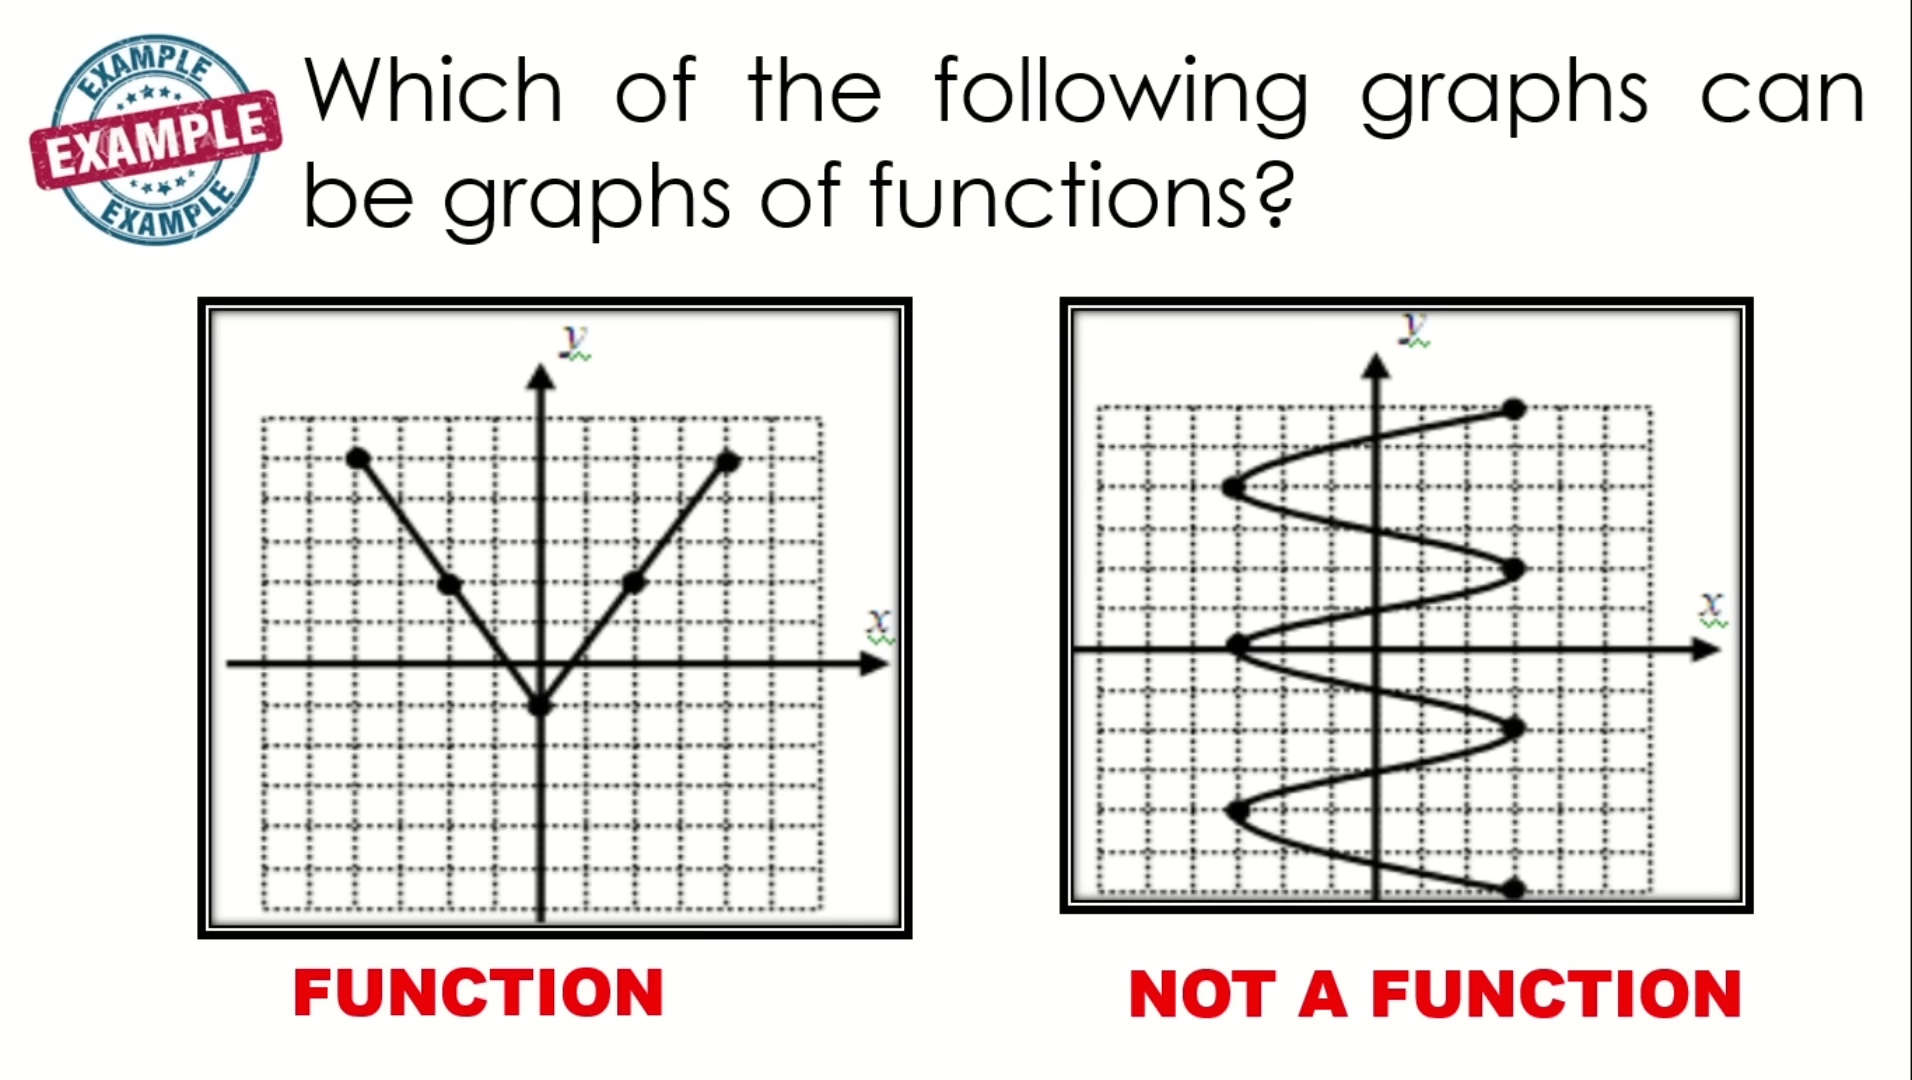 EXAMPLE
EXAMPLE
EXAMPLE
Which of the following graphs can
be graphs of functions?
y
x
y
x
FUNCTION
NOT A FUNCTION